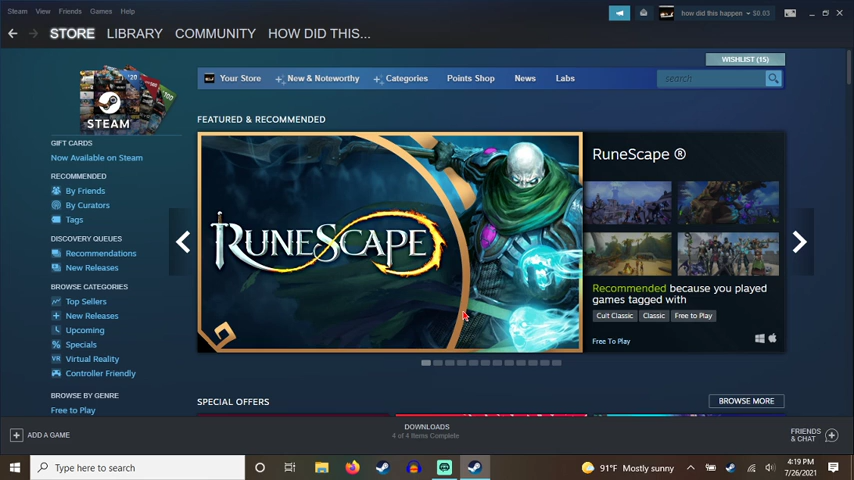 Steam View Friends Games Help
how did this happen $0.03
STORE LIBRARY COMMUNITY HOW DID THIS...
WISHLIST (15)
Your Store New & Noteworthy Categories Points Shop News Labs search
$20
$100
STEAM
FEATURED & RECOMMENDED
GIFT CARDS
Now Available on Steam
RECOMMENDED
By Friends
By Curators
Tags
DISCOVERY QUEUES
Recommendations
New Releases
BROWSE CATEGORIES
Top Sellers
New Releases
Upcoming
Specials
Virtual Reality
Controller Friendly
BROWSE BY GENRE
Free to Play
RUNESCAPE
RuneScape ®
Recommended because you played
games tagged with
Cult Classic Classic Free to Play
Free To Play
SPECIAL OFFERS
BROWSE MORE
ADD A GAME
DOWNLOADS
4 of 4 Items Complete
FRIENDS
& CHAT
Type here to search
91°F Mostly sunny
4:19 PM
7/26/2021